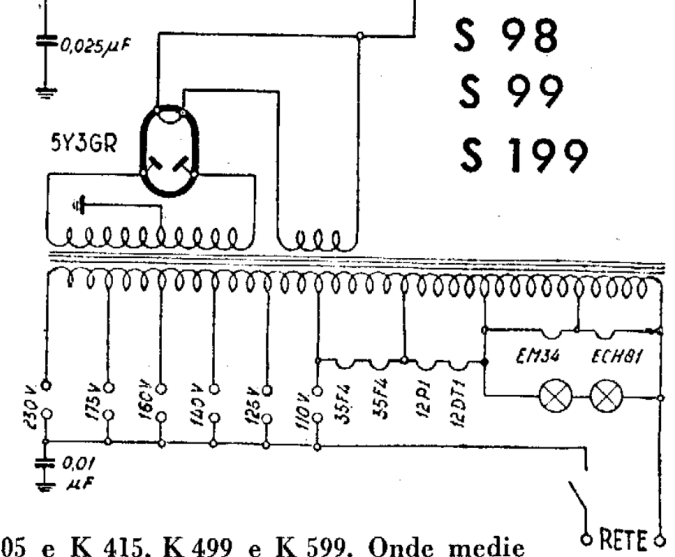 0,025µF
S 98
S 99
S 199
5Y3GR
EM34 ECH81
230 V.
175 V
160 V.
140 V
125 V
110 V.
35F4
35F4
12P1
12DT1
0,01
µF
RETE
05 e K 415, K 499 e K 599. Onde medie